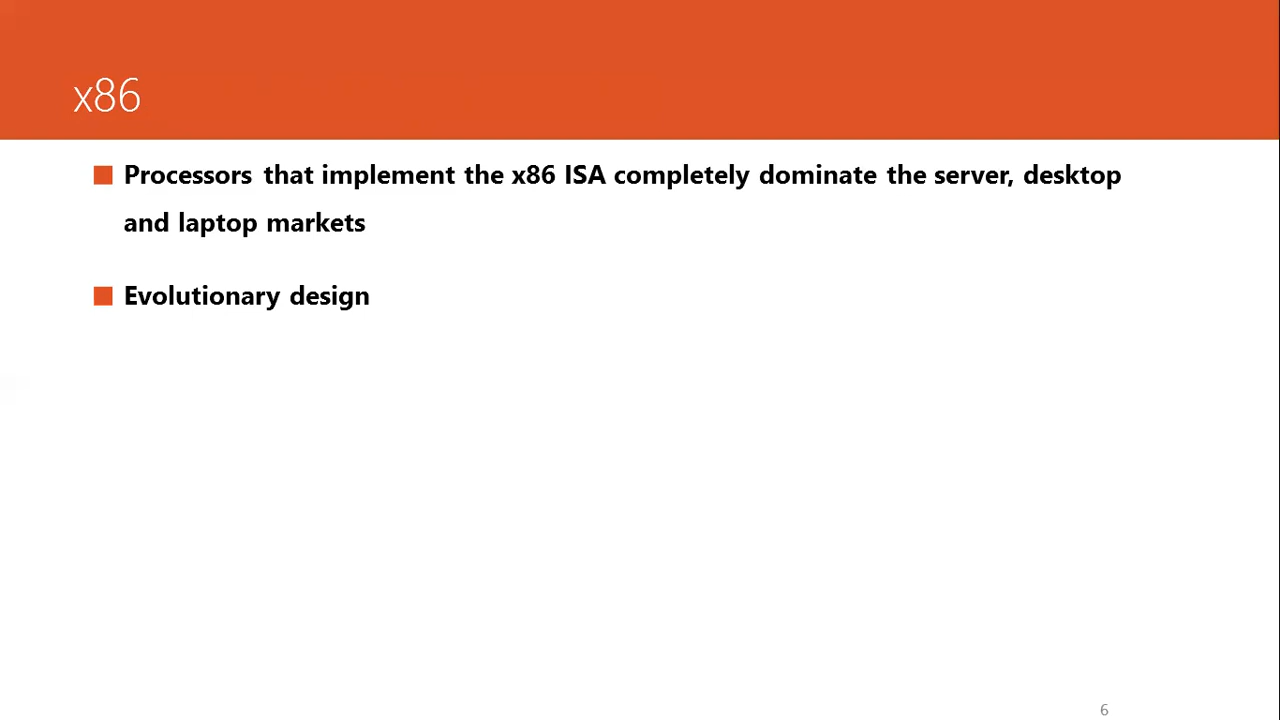 x86
Processors that implement the x86 ISA completely dominate the server, desktop
and laptop markets
Evolutionary design
6